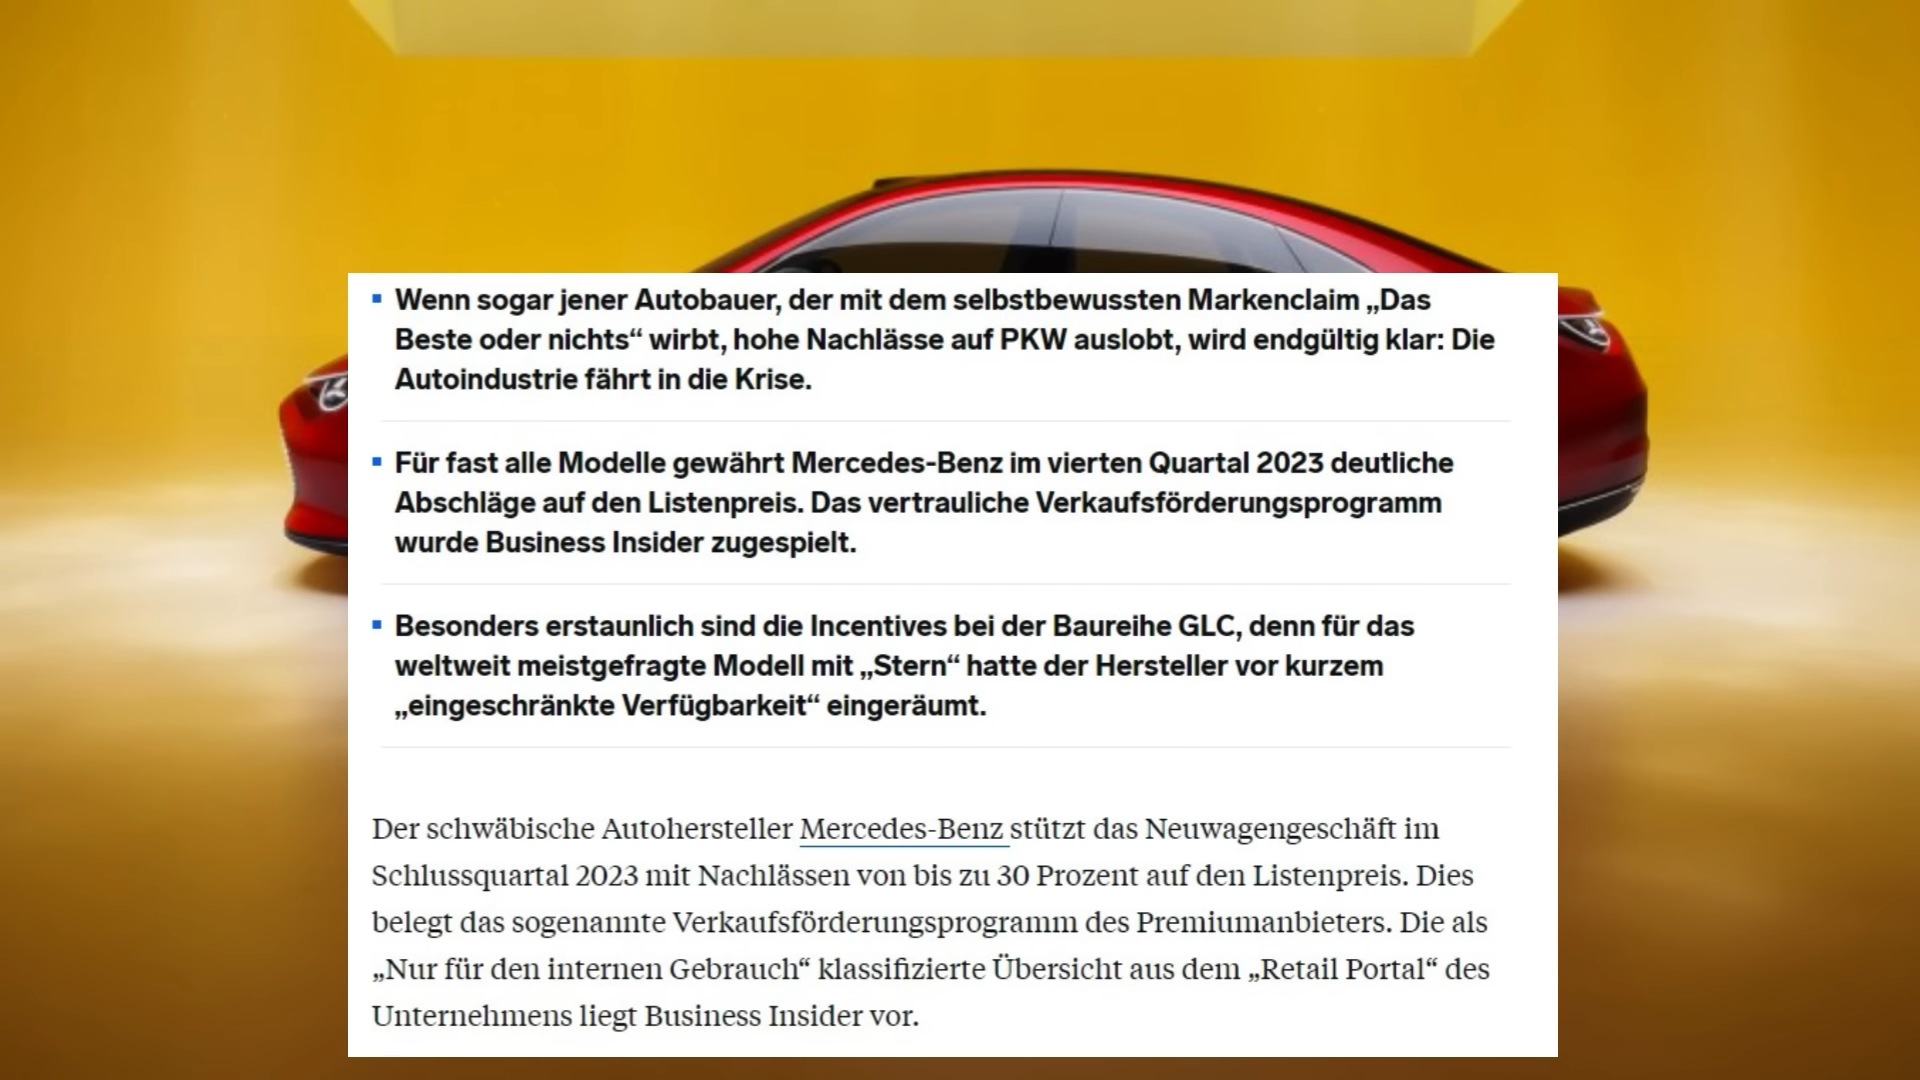 Wenn sogar jener Autobauer, der mit dem selbstbewussten Markenclaim „Das
Beste oder nichts“ wirbt, hohe Nachlässe auf PKW auslobt, wird endgültig klar: Die
Autoindustrie fährt in die Krise.
Für fast alle Modelle gewährt Mercedes-Benz im vierten Quartal 2023 deutliche
Abschläge auf den Listenpreis. Das vertrauliche Verkaufsförderungsprogramm
wurde Business Insider zugespielt.
Besonders erstaunlich sind die Incentives bei der Baureihe GLC, denn für das
weltweit meistgefragte Modell mit „Stern“ hatte der Hersteller vor kurzem
„eingeschränkte Verfügbarkeit“ eingeräumt.
Der schwäbische Autohersteller Mercedes-Benz stützt das Neuwagengeschäft im
Schlussquartal 2023 mit Nachlässen von bis zu 30 Prozent auf den Listenpreis. Dies
belegt das sogenannte Verkaufsförderungsprogramm des Premiumanbieters. Die als
„Nur für den internen Gebrauch“ klassifizierte Übersicht aus dem „Retail Portal“ des
Unternehmens liegt Business Insider vor.